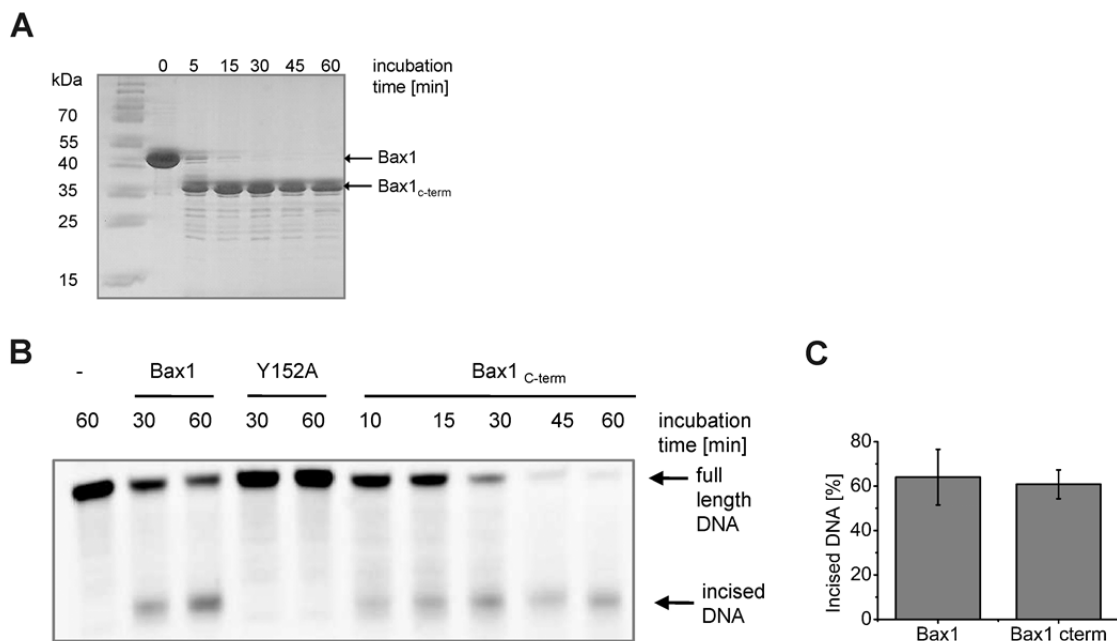 A
kDa 0 5 15 30 45 60 incubation
time [min]
70
55
40 Bax1
35 Bax1c-term
25
15
B
- Bax1 Y152A Bax1 C-term
60 30 60 30 60 10 15 30 45 60 incubation
time [min]
full
length
DNA
incised
DNA
C
Incised DNA [%]
80
60
40
20
0
Bax1 Bax1 cterm